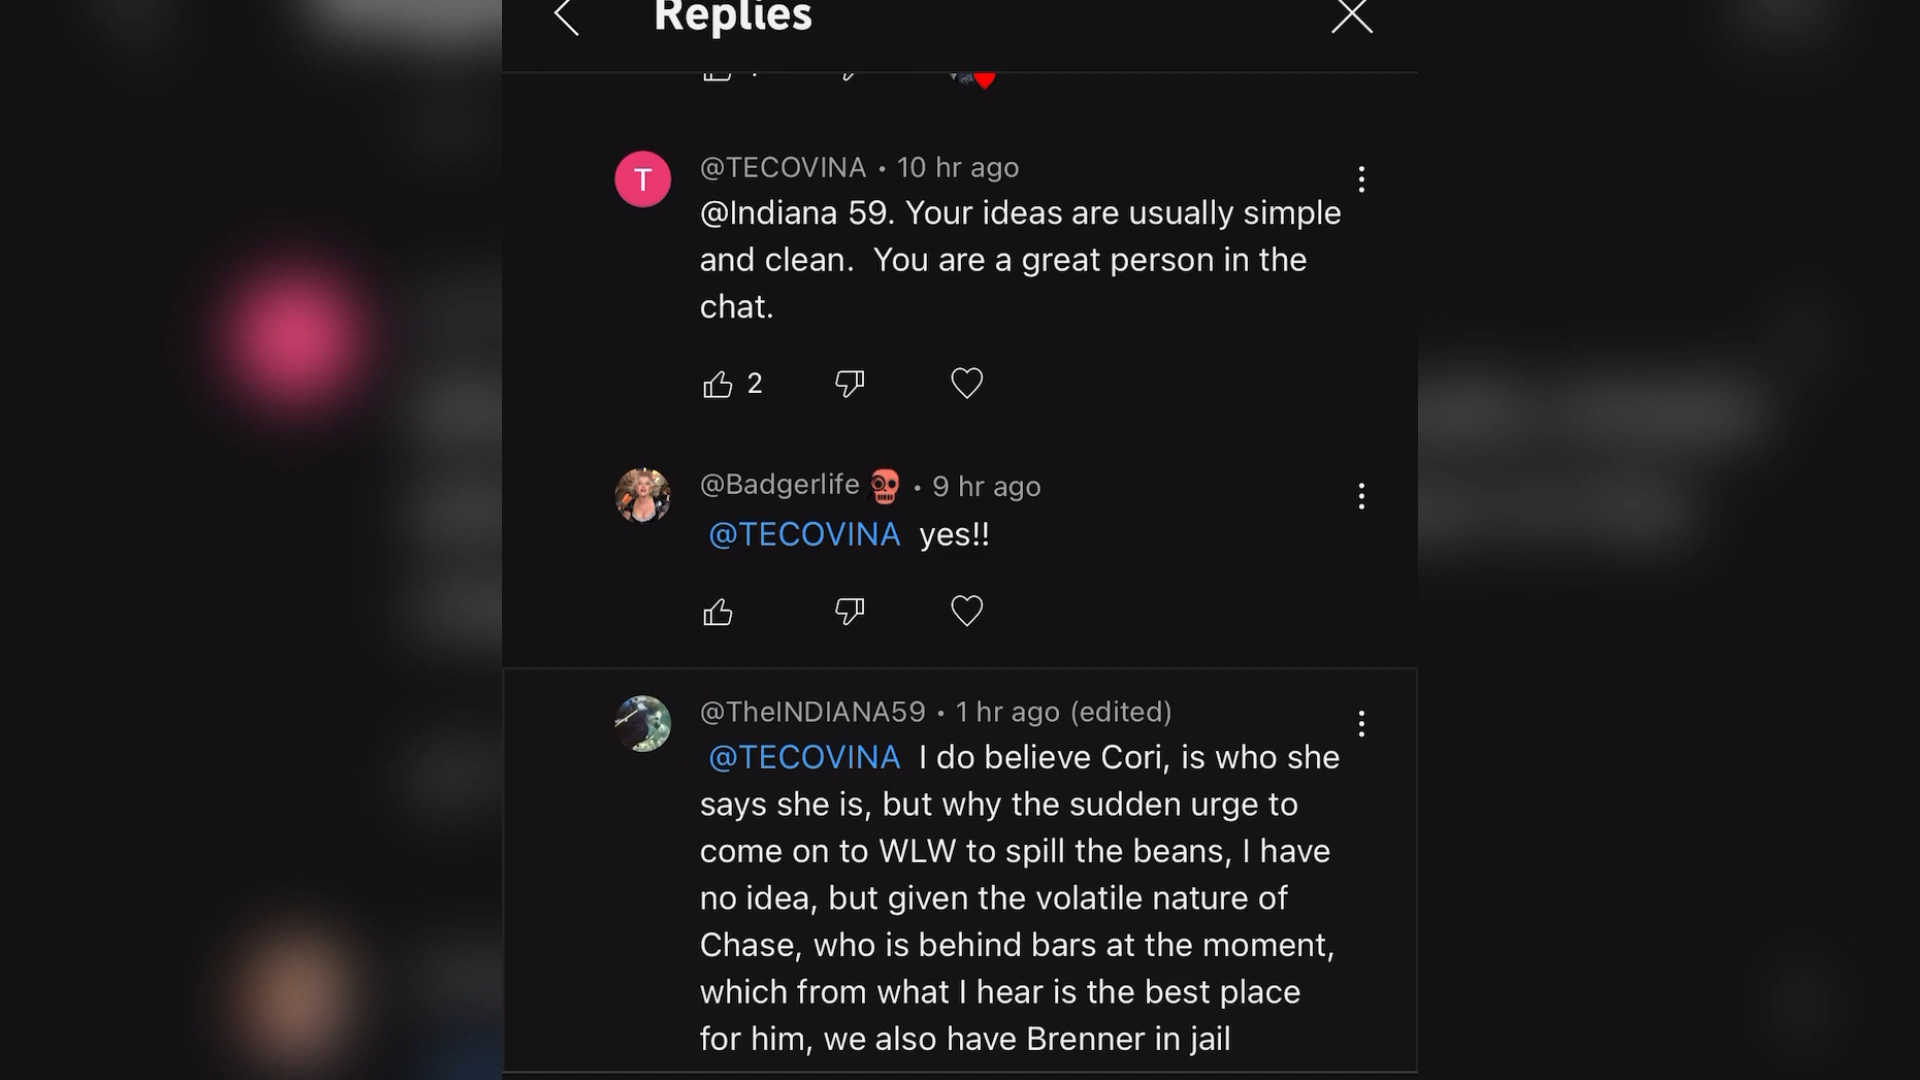 Replies
T
@TECOVINA • 10 hr ago
@Indiana 59. Your ideas are usually simple
and clean.  You are a great person in the
chat.
2
@Badgerlife • 9 hr ago
@TECOVINA yes!!
@TheINDIANA59 • 1 hr ago (edited)
@TECOVINA I do believe Cori, is who she
says she is, but why the sudden urge to
come on to WLW to spill the beans, I have
no idea, but given the volatile nature of
Chase, who is behind bars at the moment,
which from what I hear is the best place
for him, we also have Brenner in jail